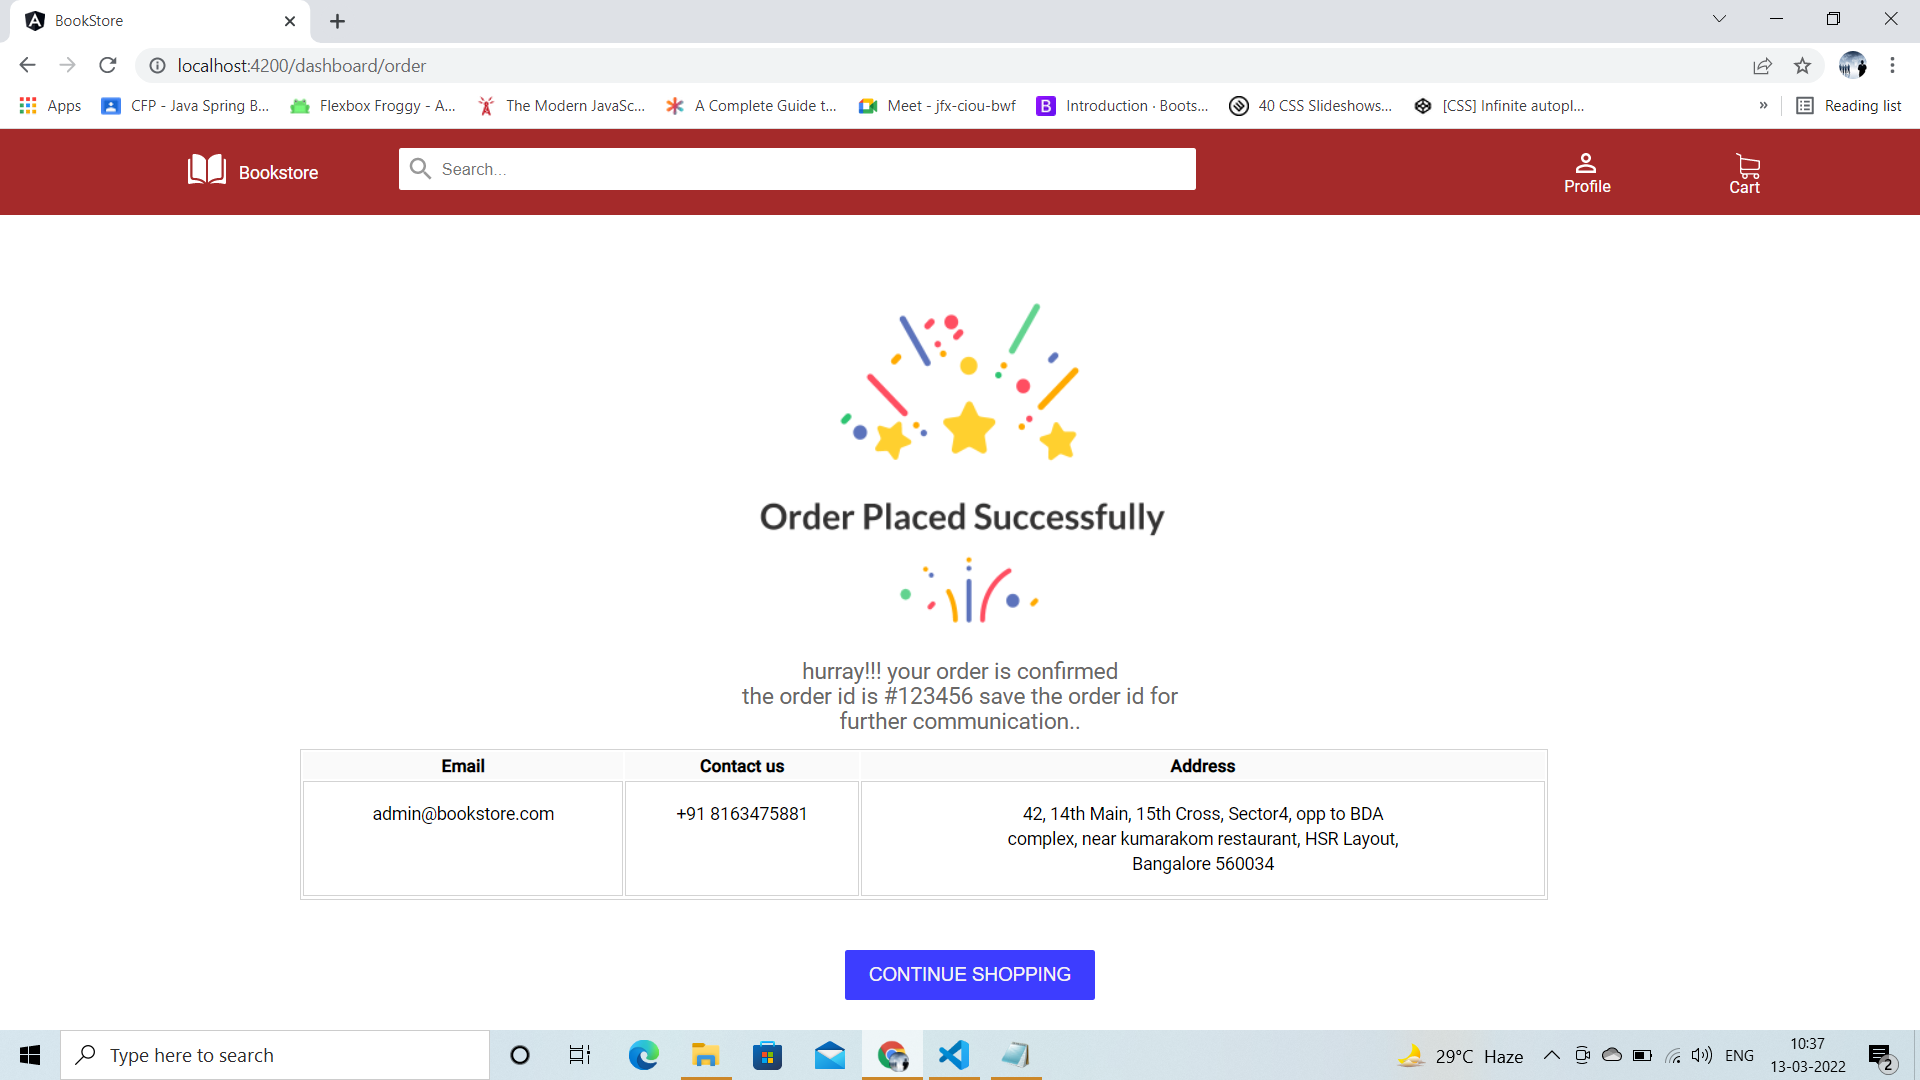 BookStore
localhost:4200/dashboard/order
Apps
CFP - Java Spring B...
Flexbox Froggy - A...
The Modern JavaSc...
A Complete Guide t...
Meet - jfx-ciou-bwf
B
Introduction · Boots...
40 CSS Slideshows...
[CSS] Infinite autopl...
»
Reading list
Bookstore
Search...
Profile
Cart
Order Placed Successfully
hurray!!! your order is confirmed
the order id is #123456 save the order id for
further communication..
Email
Contact us
Address
admin@bookstore.com
+91 8163475881
42, 14th Main, 15th Cross, Sector4, opp to BDA
complex, near kumarakom restaurant, HSR Layout,
Bangalore 560034
CONTINUE SHOPPING
Type here to search
29°C Haze
ENG
10:37
13-03-2022
2